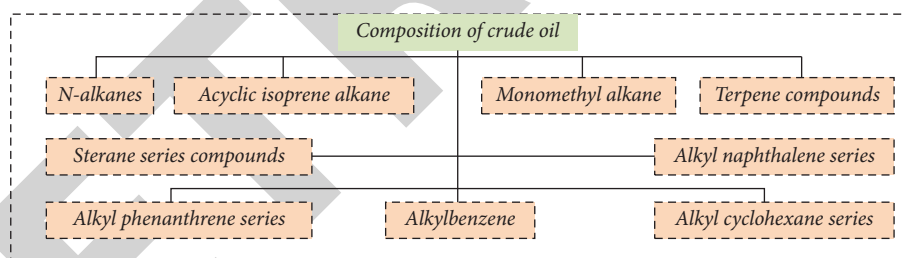 Composition of crude oil
N-alkanes
Acyclic isoprene alkane
Monomethyl alkane
Terpene compounds
Sterane series compounds
Alkyl naphthalene series
Alkyl phenanthrene series
Alkylbenzene
Alkyl cyclohexane series